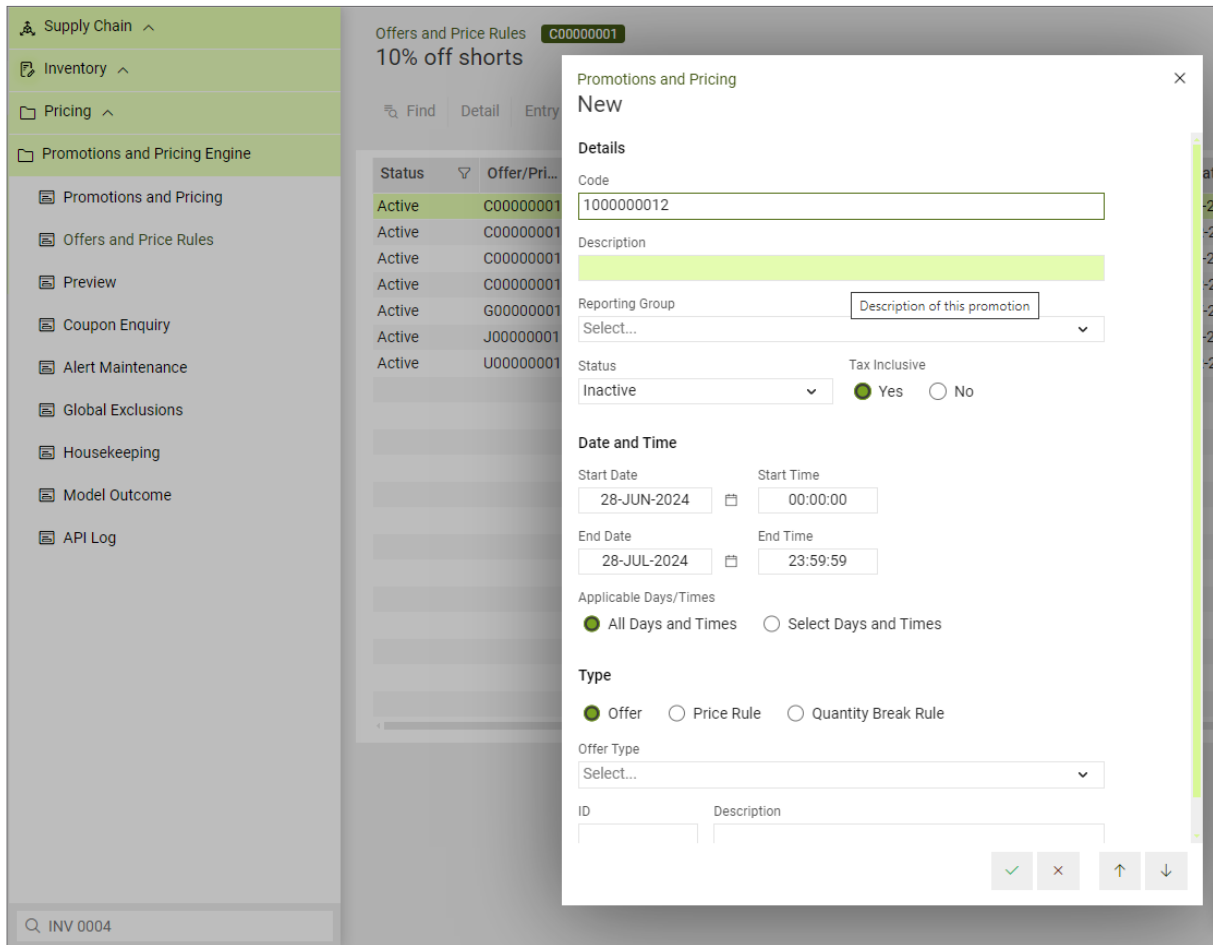 Supply Chain
Inventory
Pricing
Promotions and Pricing Engine
Promotions and Pricing
Offers and Price Rules
Preview
Coupon Enquiry
Alert Maintenance
Global Exclusions
Housekeeping
Model Outcome
API Log
INV 0004
Offers and Price Rules C00000001
10% off shorts
Find Detail Entry
Status Offer/Pri...
Active C00000001
Active C00000001
Active C00000001
Active C00000001
Active G00000001
Active J00000001
Active U00000001
Promotions and Pricing
New
Details
Code
1000000012
Description
Reporting Group
Description of this promotion
Select...
Status Tax Inclusive
Inactive Yes No
Date and Time
Start Date Start Time
28-JUN-2024 00:00:00
End Date End Time
28-JUL-2024 23:59:59
Applicable Days/Times
All Days and Times Select Days and Times
Type
Offer Price Rule Quantity Break Rule
Offer Type
Select...
ID Description